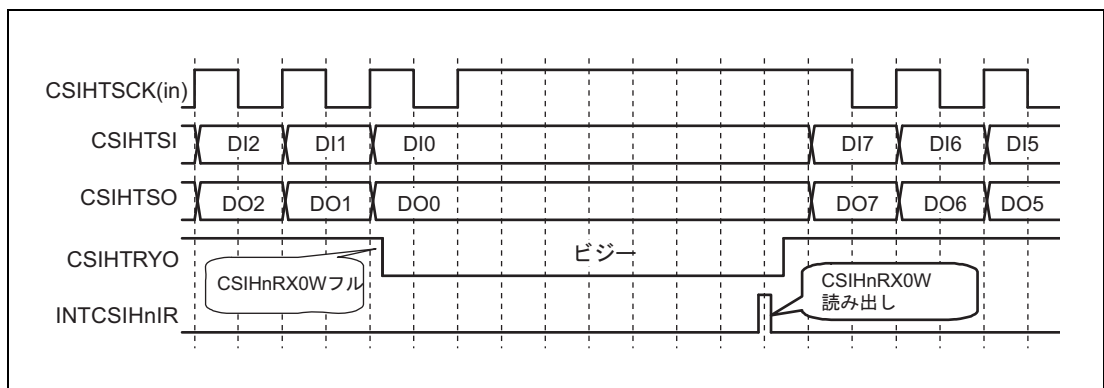 CSIHTSCK(in)
CSIHTSI DI2 DI1 DI0 DI7 DI6 DI5
CSIHTSO DO2 DO1 DO0 DO7 DO6 DO5
CSIHTRYO ビジー
CSIHnRX0Wフル
CSIHnRX0W
読み出し
INTCSIHnIR